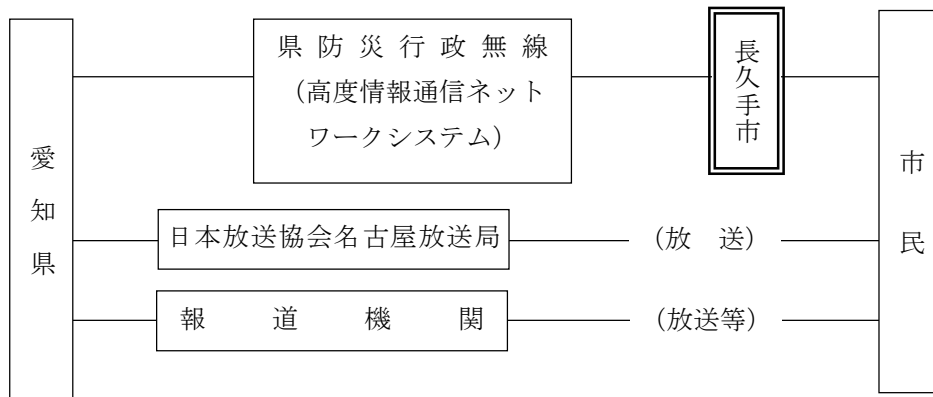 愛知県
県防災行政無線
（高度情報通信ネット
ワークシステム）
長久手市
市民
日本放送協会名古屋放送局
（放　送）
報道機関
（放送等）